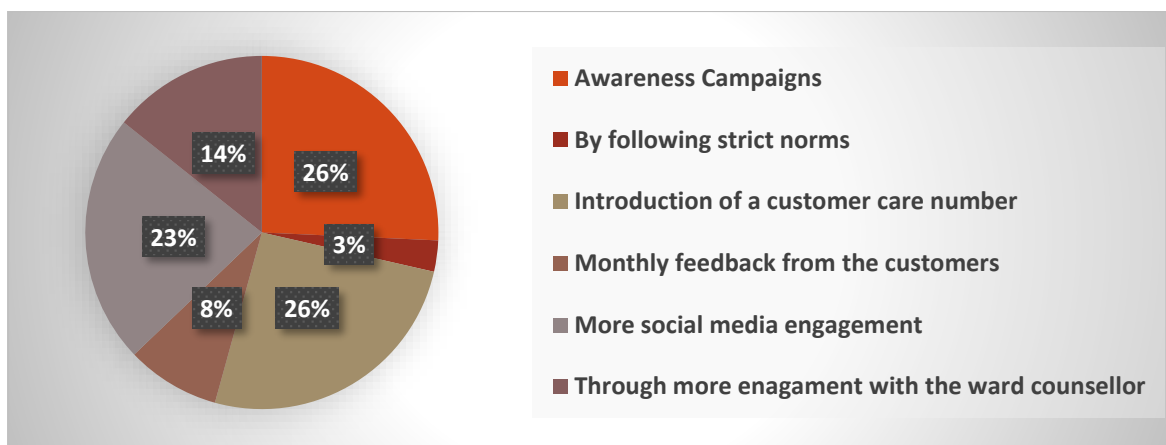 14%
26%
23%
3%
8%
26%
Awareness Campaigns
By following strict norms
Introduction of a customer care number
Monthly feedback from the customers
More social media engagement
Through more enagament with the ward counsellor